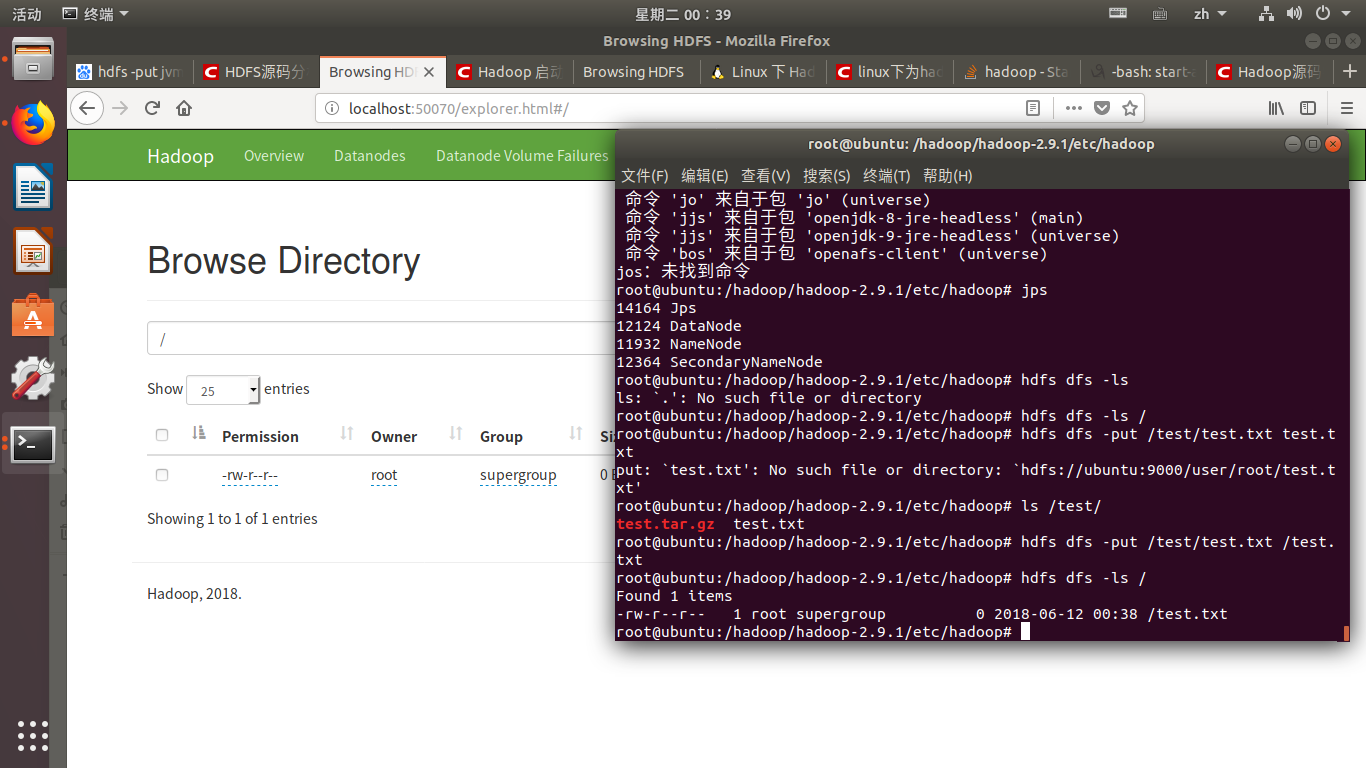 活动 终端 星期二 00：39 zh
Browsing HDFS - Mozilla Firefox
hdfs -put jvm HDFS源码分 Browsing HD Hadoop 启动 Browsing HDFS Linux 下 Had linux下为had hadoop - Sta -bash: start-a Hadoop源码
localhost:50070/explorer.html#/
Hadoop Overview Datanodes Datanode Volume Failures
Browse Directory
/
Show 25 entries
Permission Owner Group
-rw-r--r-- root supergroup 0
Showing 1 to 1 of 1 entries
Hadoop, 2018.
root@ubuntu: /hadoop/hadoop-2.9.1/etc/hadoop
文件(F) 编辑(E) 查看(V) 搜索(S) 终端(T) 帮助(H)
命令 'jo' 来自于包 'jo' (universe)
命令 'jjs' 来自于包 'openjdk-8-jre-headless' (main)
命令 'jjs' 来自于包 'openjdk-9-jre-headless' (universe)
命令 'bos' 来自于包 'openafs-client' (universe)
jos：未找到命令
root@ubuntu:/hadoop/hadoop-2.9.1/etc/hadoop# jps
14164 Jps
12124 DataNode
11932 NameNode
12364 SecondaryNameNode
root@ubuntu:/hadoop/hadoop-2.9.1/etc/hadoop# hdfs dfs -ls
ls: `.': No such file or directory
root@ubuntu:/hadoop/hadoop-2.9.1/etc/hadoop# hdfs dfs -ls /
root@ubuntu:/hadoop/hadoop-2.9.1/etc/hadoop# hdfs dfs -put /test/test.txt test.t
xt
put: `test.txt': No such file or directory: `hdfs://ubuntu:9000/user/root/test.t
xt'
root@ubuntu:/hadoop/hadoop-2.9.1/etc/hadoop# ls /test/
test.tar.gz test.txt
root@ubuntu:/hadoop/hadoop-2.9.1/etc/hadoop# hdfs dfs -put /test/test.txt /test.
txt
root@ubuntu:/hadoop/hadoop-2.9.1/etc/hadoop# hdfs dfs -ls /
Found 1 items
-rw-r--r-- 1 root supergroup 0 2018-06-12 00:38 /test.txt
root@ubuntu:/hadoop/hadoop-2.9.1/etc/hadoop#